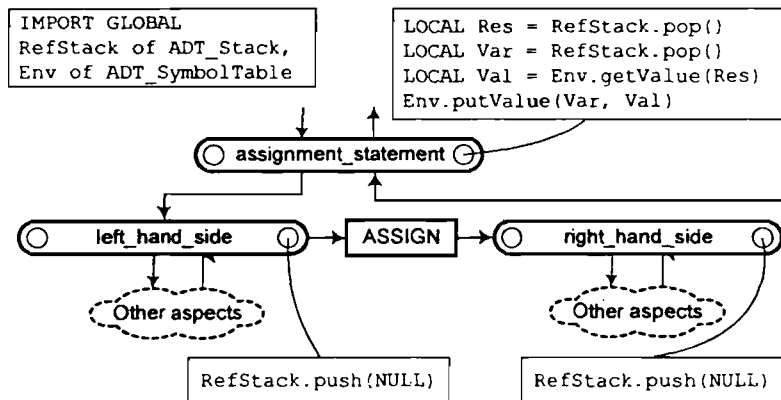 IMPORT GLOBAL
RefStack of ADT_Stack,
Env of ADT_SymbolTable
LOCAL Res = RefStack.pop()
LOCAL Var = RefStack.pop()
LOCAL Val = Env.getValue(Res)
Env.putValue(Var, Val)
assignment_statement
left_hand_side
ASSIGN
right_hand_side
Other aspects
Other aspects
RefStack.push(NULL)
RefStack.push(NULL)